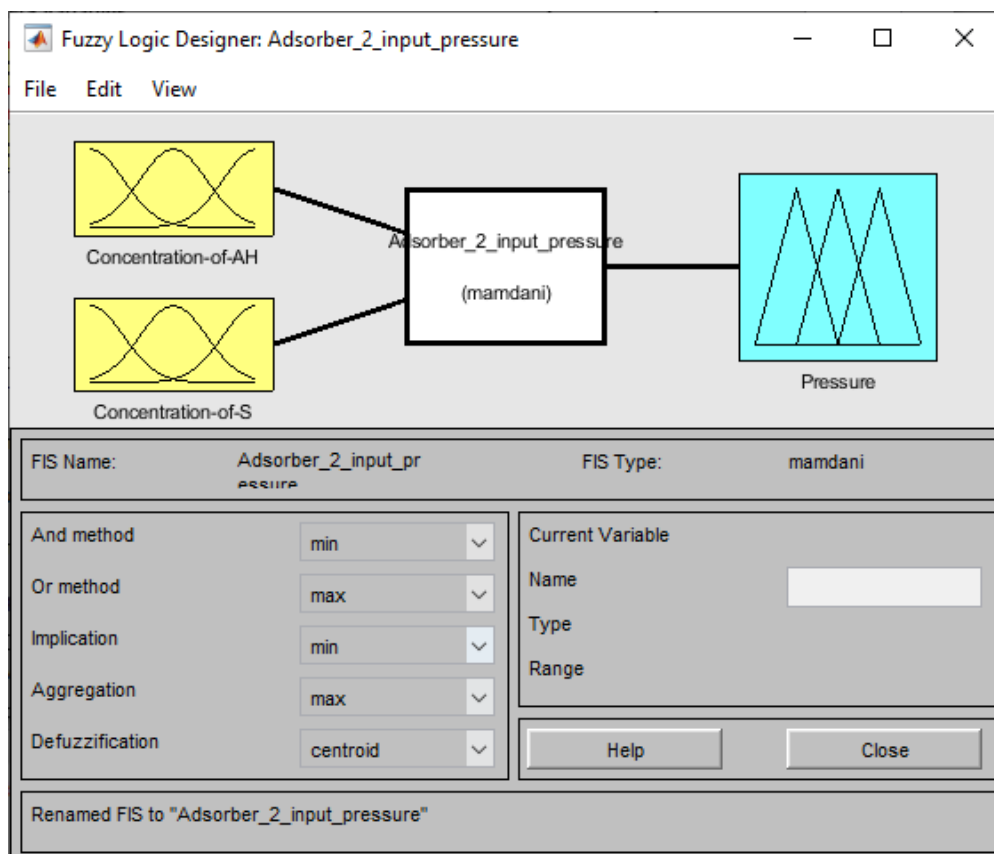 Fuzzy Logic Designer: Adsorber_2_input_pressure
File Edit View
Concentration-of-AH
Concentration-of-S
Adsorber_2_input_pressure
(mamdani)
Pressure
FIS Name:
Adsorber_2_input_pr
essure
FIS Type:
mamdani
And method
min
Or method
max
Implication
min
Aggregation
max
Defuzzification
centroid
Current Variable
Name
Type
Range
Help
Close
Renamed FIS to "Adsorber_2_input_pressure"